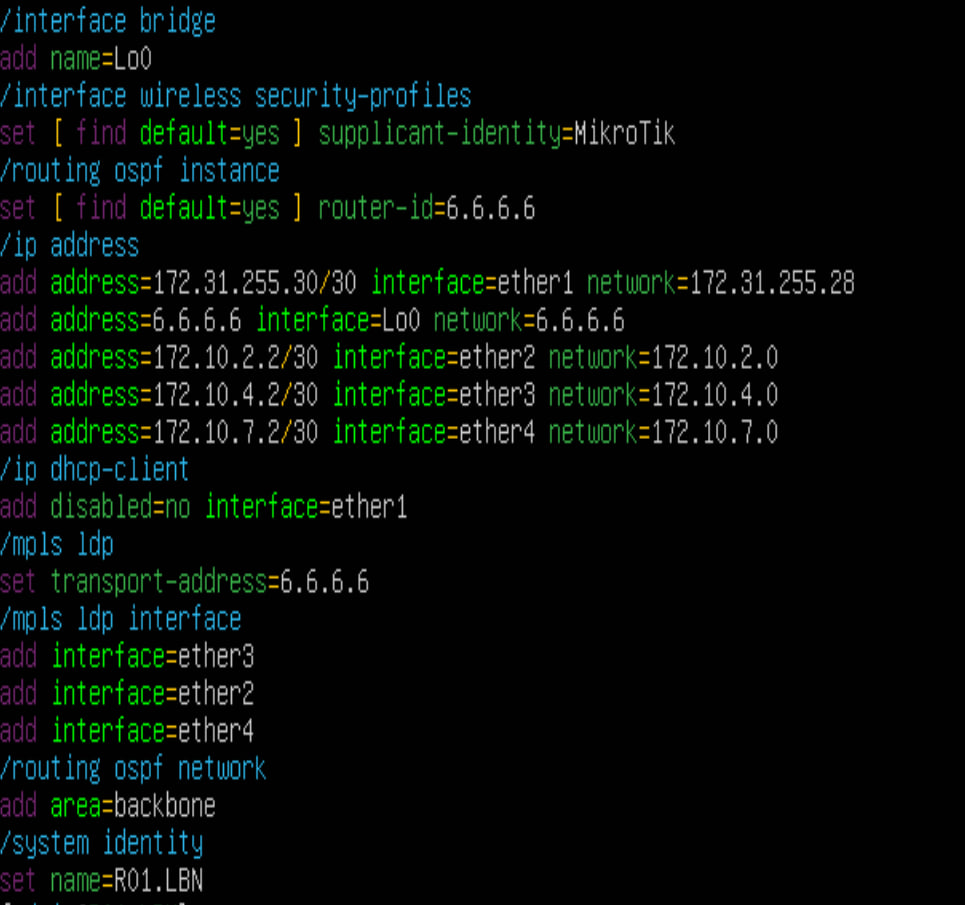 /interface bridge
add name=Lo0
/interface wireless security-profiles
set [ find default=yes ] supplicant-identity=MikroTik
/routing ospf instance
set [ find default=yes ] router-id=6.6.6.6
/ip address
add address=172.31.255.30/30 interface=ether1 network=172.31.255.28
add address=6.6.6.6 interface=Lo0 network=6.6.6.6
add address=172.10.2.2/30 interface=ether2 network=172.10.2.0
add address=172.10.4.2/30 interface=ether3 network=172.10.4.0
add address=172.10.7.2/30 interface=ether4 network=172.10.7.0
/ip dhcp-client
add disabled=no interface=ether1
/mpls ldp
set transport-address=6.6.6.6
/mpls ldp interface
add interface=ether3
add interface=ether2
add interface=ether4
/routing ospf network
add area=backbone
/system identity
set name=R01.LBN